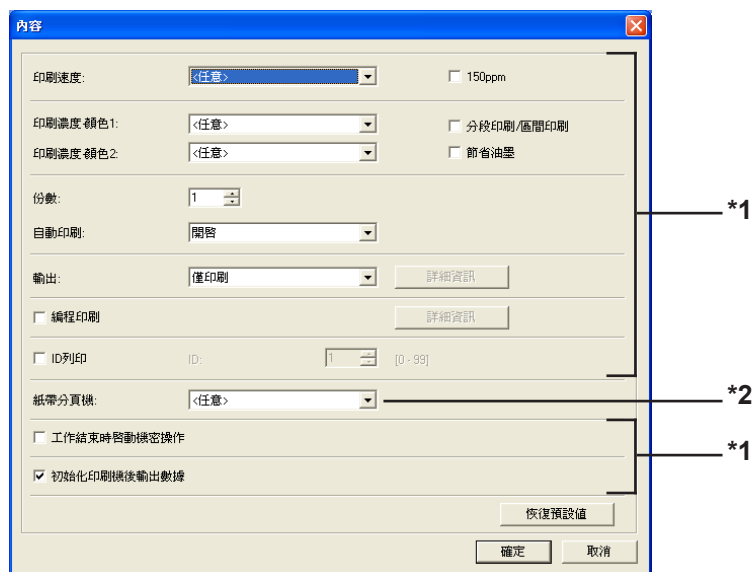 內容
印刷速度: <任意> 150ppm
印刷濃度-顏色1: <任意> 分段印刷/區間印刷
印刷濃度-顏色2: <任意> 節省油墨
份數: 1
*1
自動印刷: 開啓
輸出: 僅印刷 詳細資訊
編程印刷 詳細資訊
ID列印 ID: 1 [0 - 99]
紙帶分頁機: <任意> *2
工作結束時啓動機密操作 *1
初始化印刷機後輸出數據
恢復預設値
確定 取消